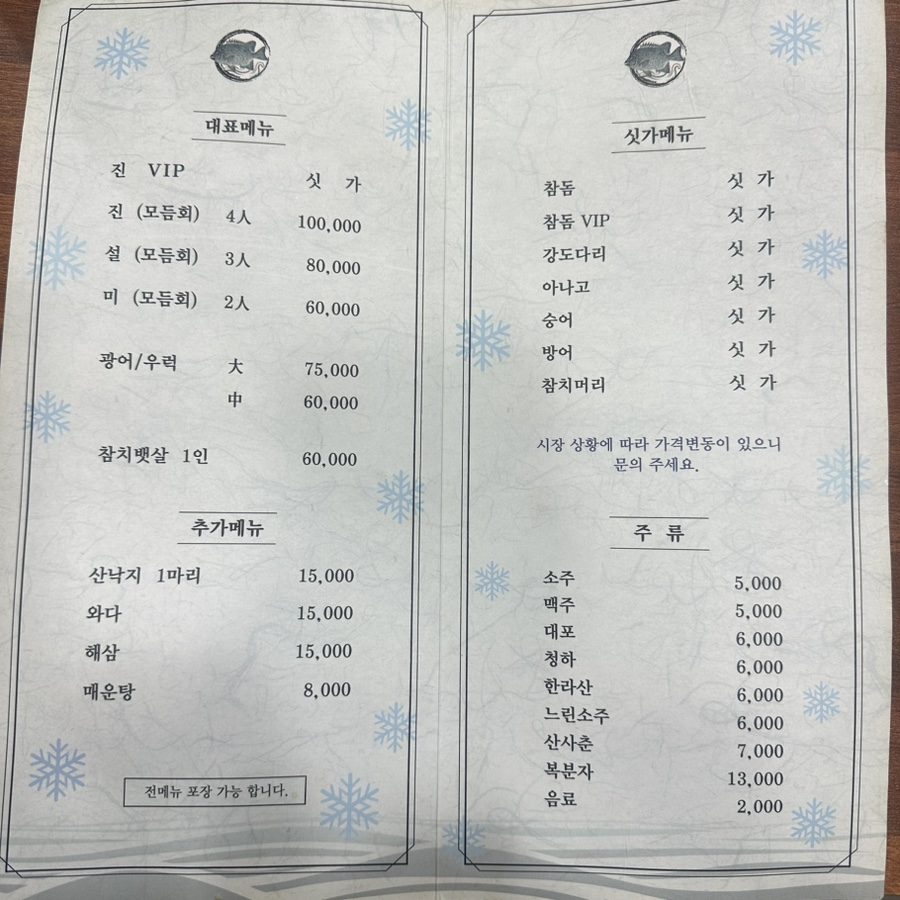 대표메뉴
진 VIP 싯 가
진 (모듬회) 4人 100,000
설 (모듬회) 3人 80,000
미 (모듬회) 2人 60,000
광어/우럭 大 75,000
中 60,000
참치뱃살 1인 60,000
추가메뉴
산낙지 1마리 15,000
와다 15,000
해삼 15,000
매운탕 8,000
전메뉴 포장 가능 합니다.
싯가메뉴
참돔 싯 가
참돔 VIP 싯 가
강도다리 싯 가
아나고 싯 가
숭어 싯 가
방어 싯 가
참치머리 싯 가
시장 상황에 따라 가격변동이 있으니
문의 주세요.
주 류
소주 5,000
맥주 5,000
대포 6,000
청하 6,000
한라산 6,000
느린소주 6,000
산사춘 7,000
복분자 13,000
음료 2,000